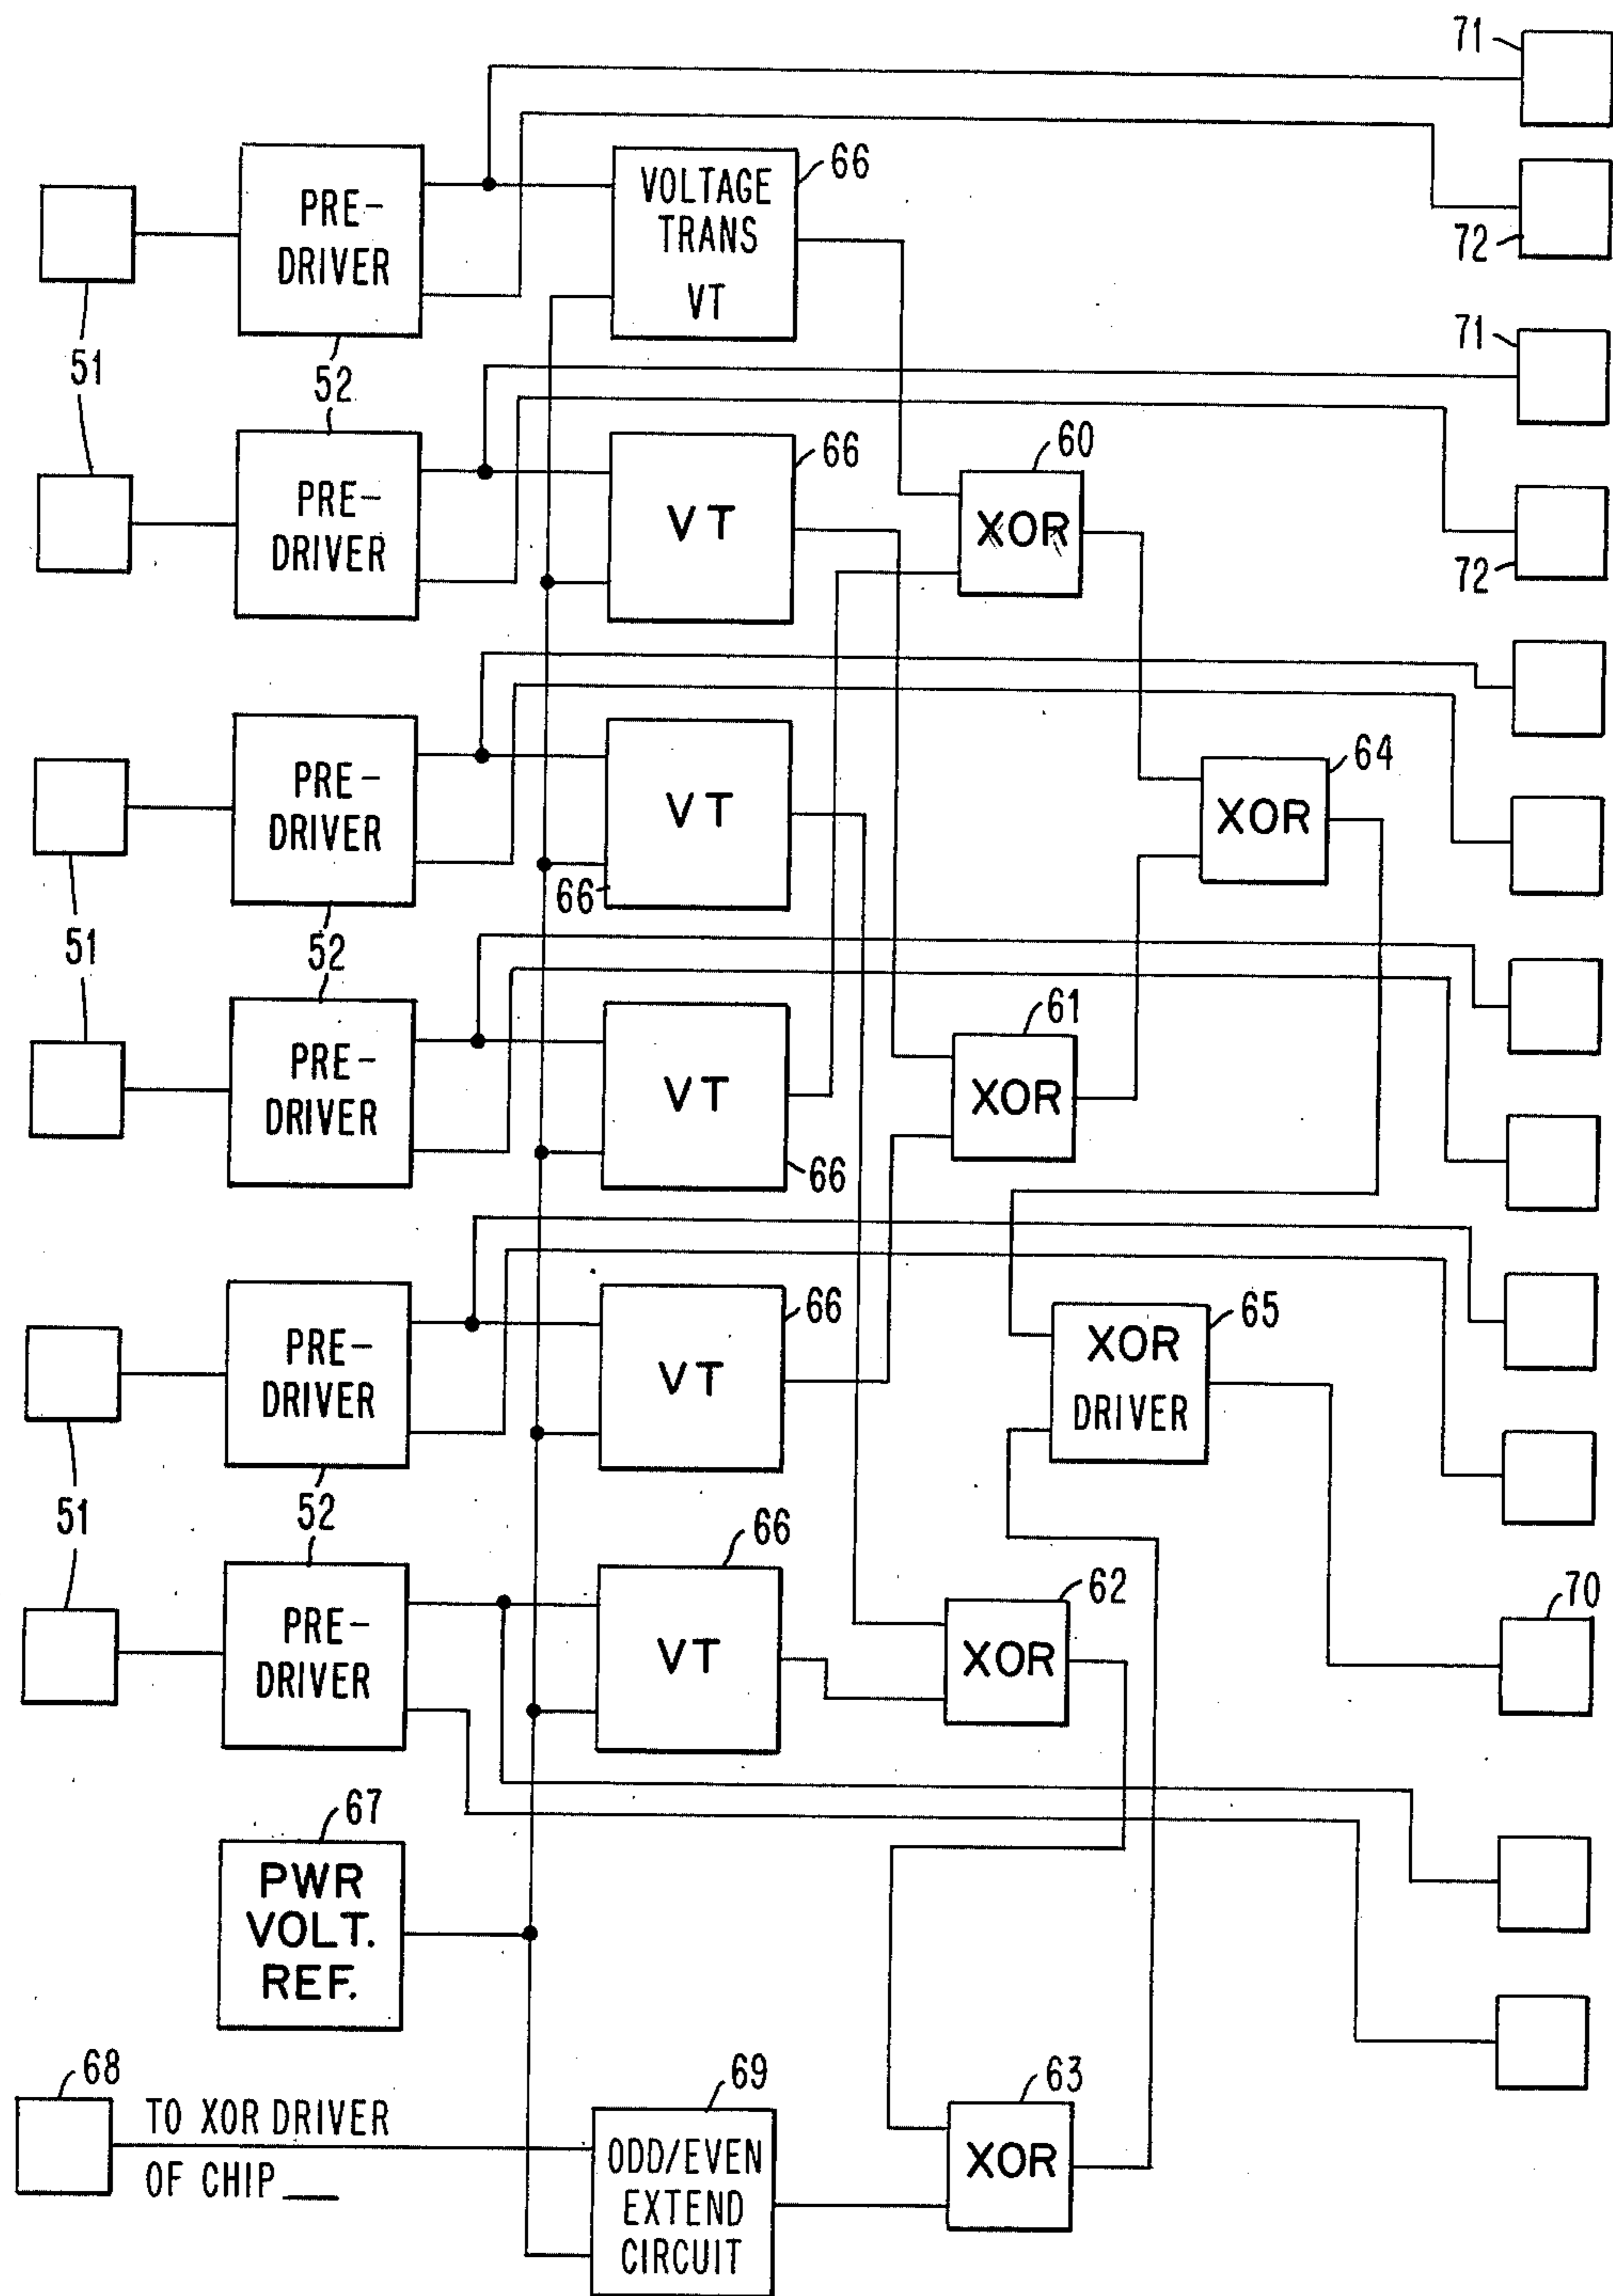 71
66
PRE-
DRIVER
VOLTAGE
TRANS
VT
72
51
52
71
PRE-
DRIVER
66
VT
60
XOR
72
PRE-
DRIVER
VT
66
64
XOR
51
52
PRE-
DRIVER
VT
66
61
XOR
PRE-
DRIVER
66
VT
65
XOR
DRIVER
51
52
PRE-
DRIVER
66
VT
62
XOR
70
67
PWR
VOLT.
REF.
68
TO XOR DRIVER
OF CHIP ___
69
ODD/EVEN
EXTEND
CIRCUIT
63
XOR